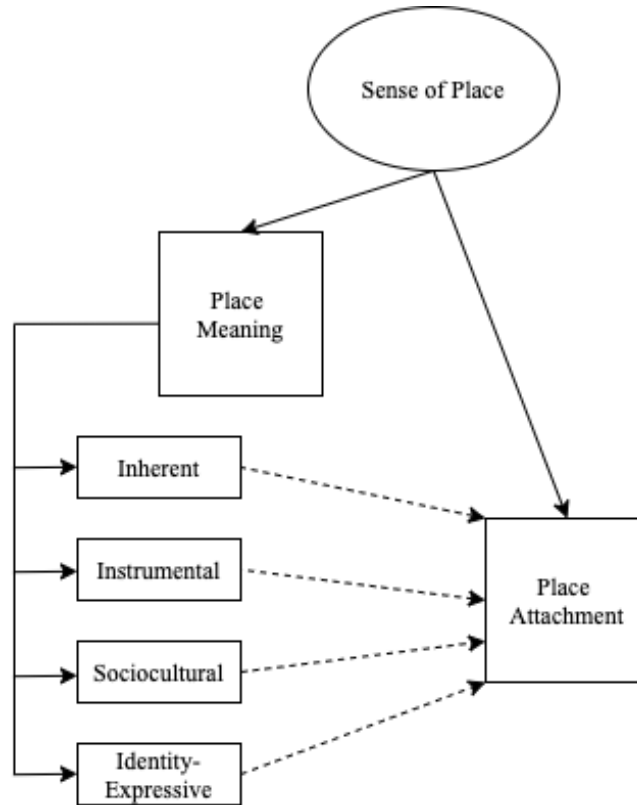 Sense of Place
Place
Meaning
Inherent
Instrumental
Sociocultural
Identity-
Expressive
Place
Attachment